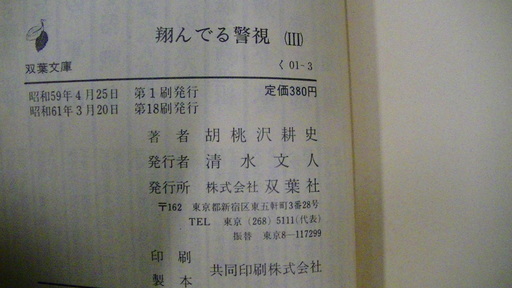 翔んでる警視 (III)
双葉文庫
く 01-3
昭和59年4月25日 第1刷発行 定価380円
昭和61年3月20日 第18刷発行
著者 胡桃沢耕史
発行者 清水文人
発行所 株式会社双葉社
〒162 東京都新宿区東五軒町3番28号
TEL 東京(268)5111(代表)
振替 東京8-117299
印刷
製本
共同印刷株式会社